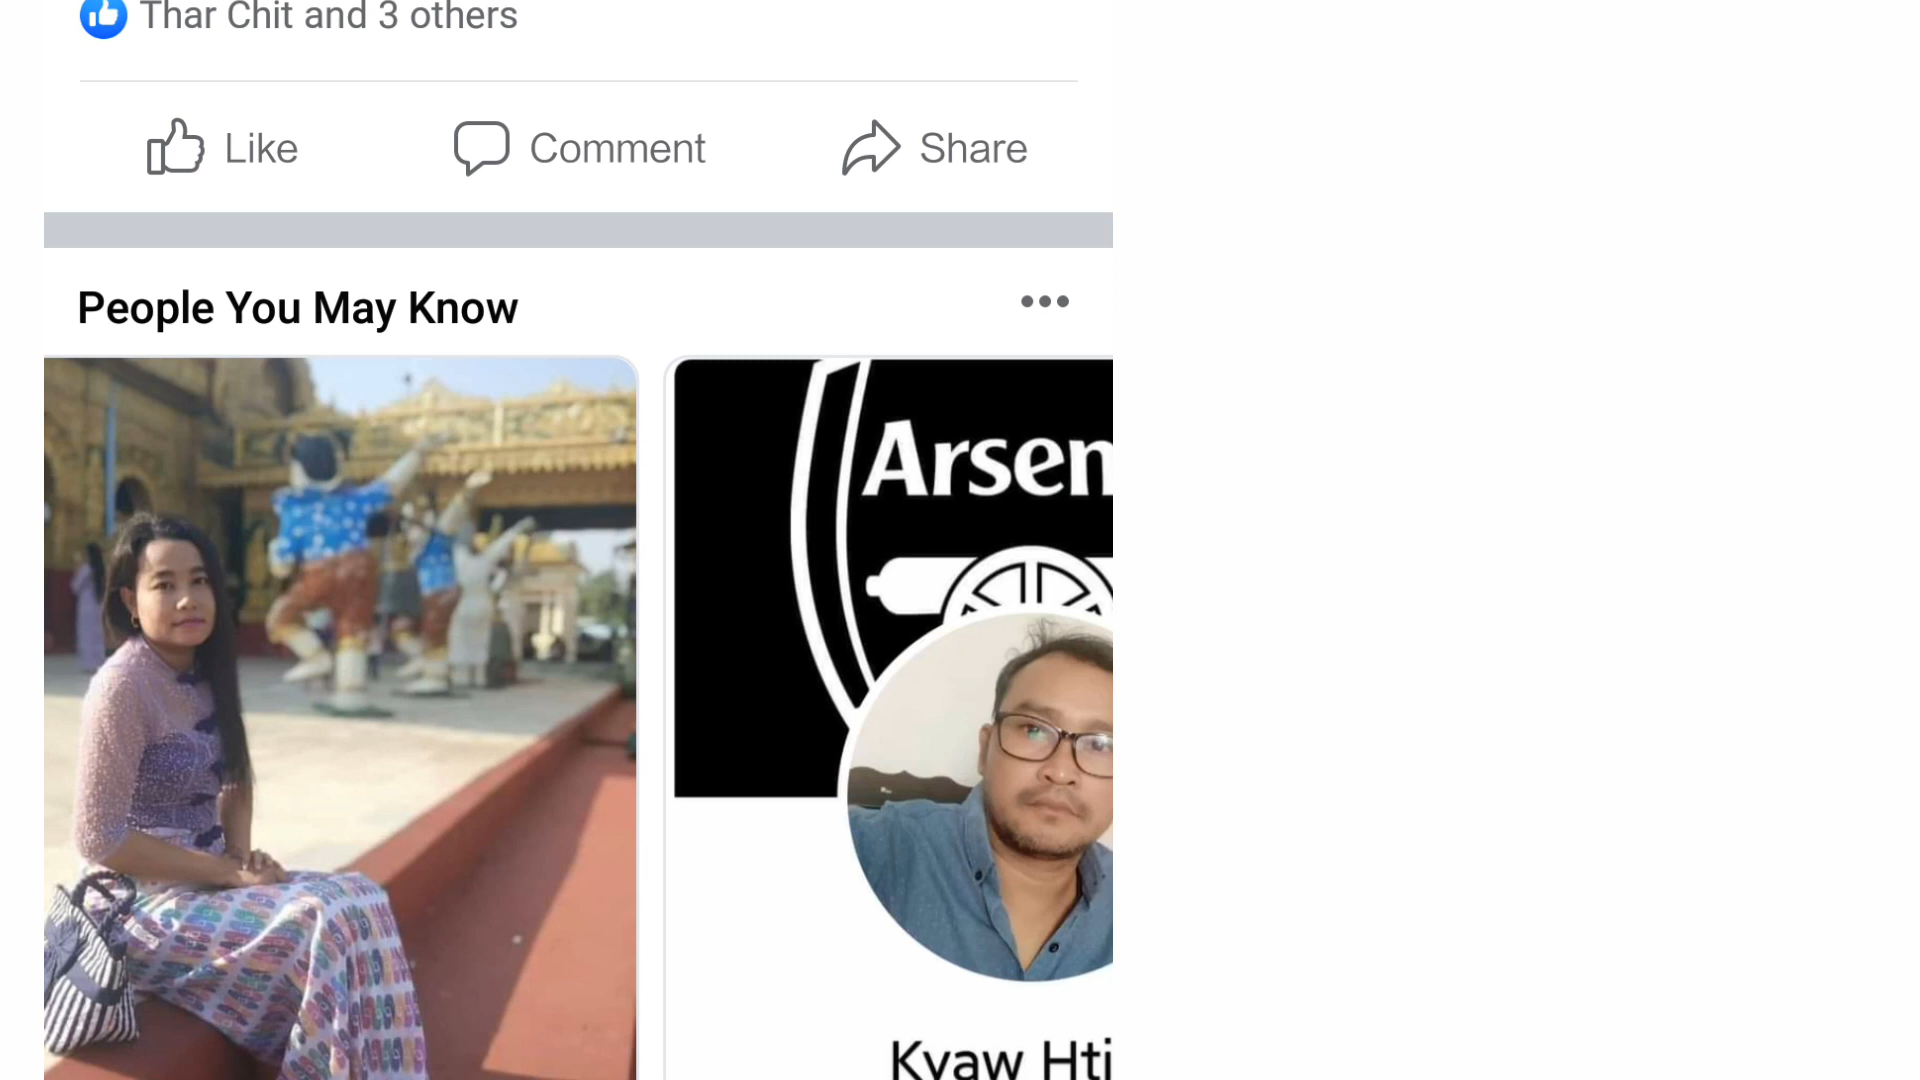 Thar Chit and 3 others
Like
Comment
Share
People You May Know
Arsen
Kyaw Hti